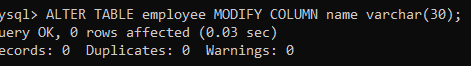 ysql> ALTER TABLE employee MODIFY COLUMN name varchar(30);
uery OK, 0 rows affected (0.03 sec)
ecords: 0  Duplicates: 0  Warnings: 0